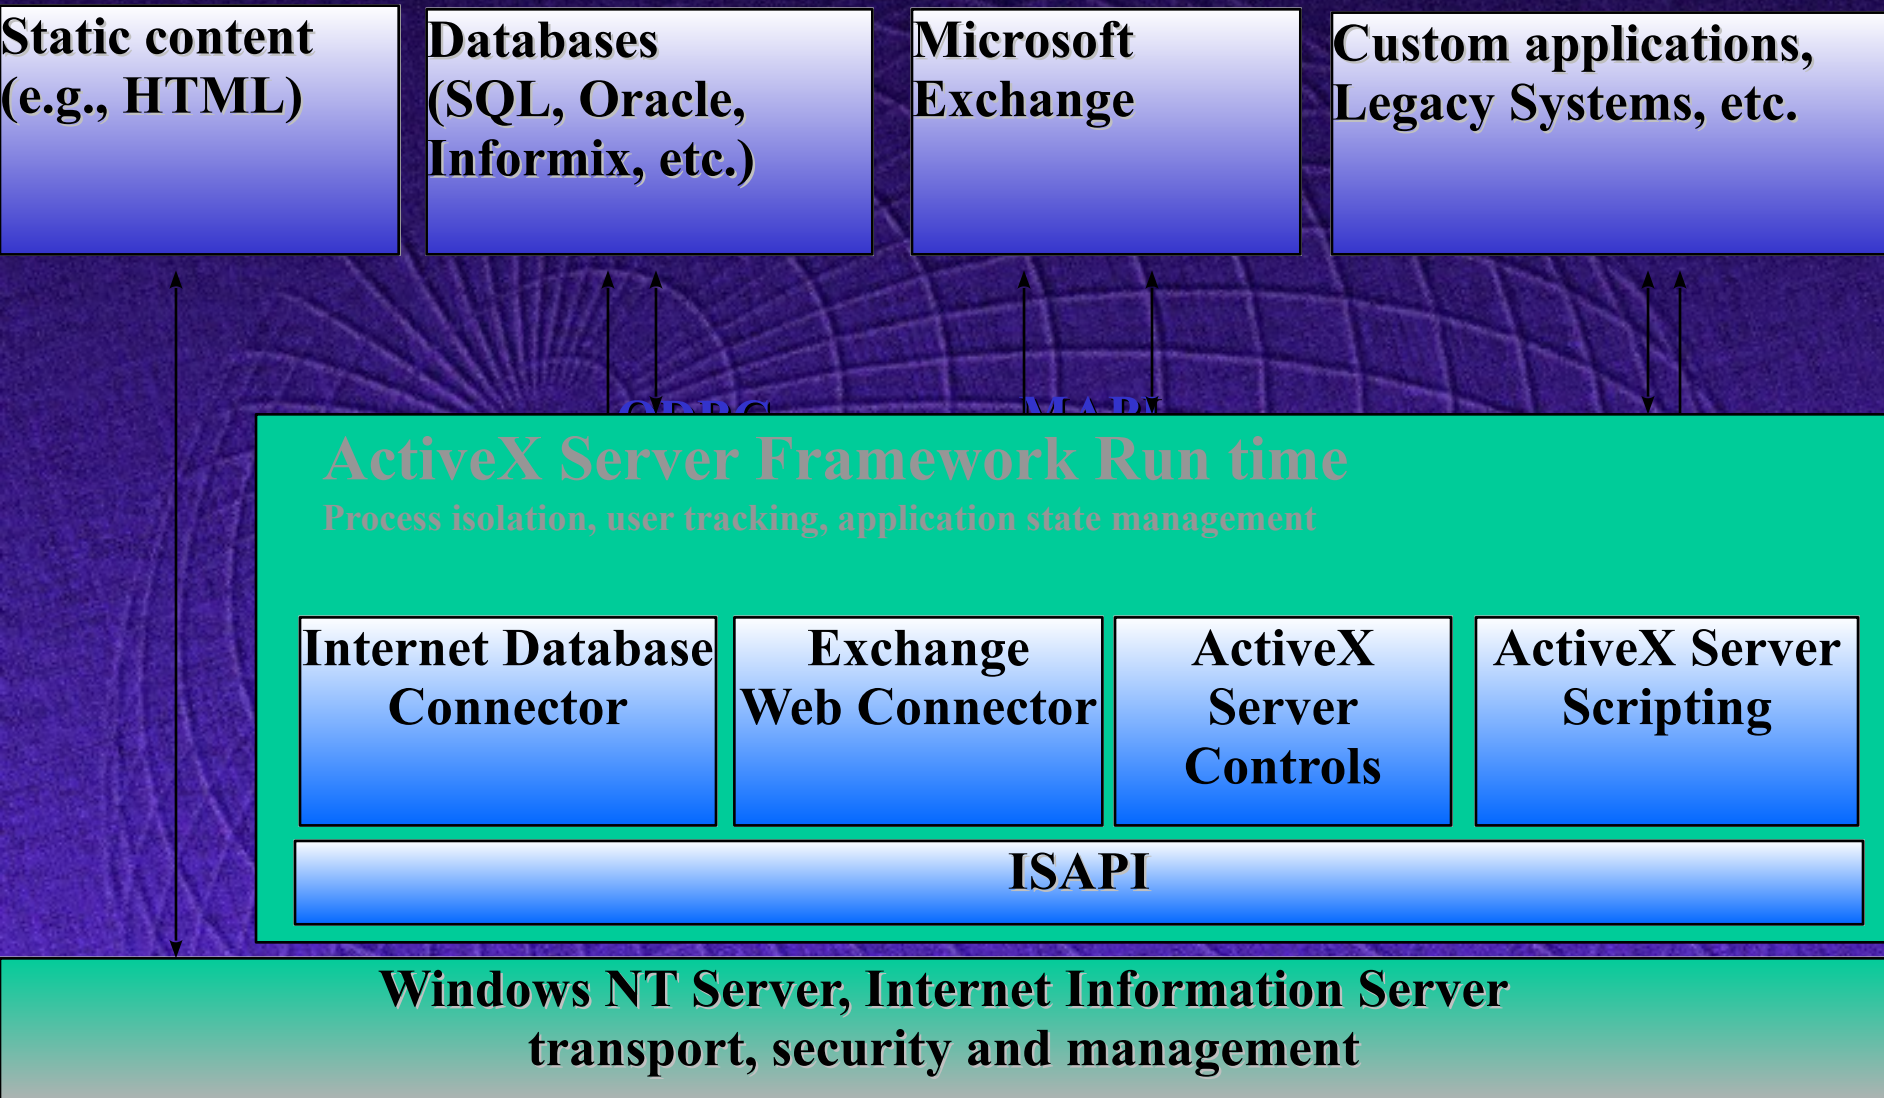 Static content
(e.g., HTML)
Databases
(SQL, Oracle,
Informix, etc.)
Microsoft
Exchange
Custom applications,
Legacy Systems, etc.
ODBC
MAPI
ActiveX Server Framework Run time
Process isolation, user tracking, application state management
Internet Database
Connector
Exchange
Web Connector
ActiveX
Server
Controls
ActiveX Server
Scripting
ISAPI
Windows NT Server, Internet Information Server
transport, security and management